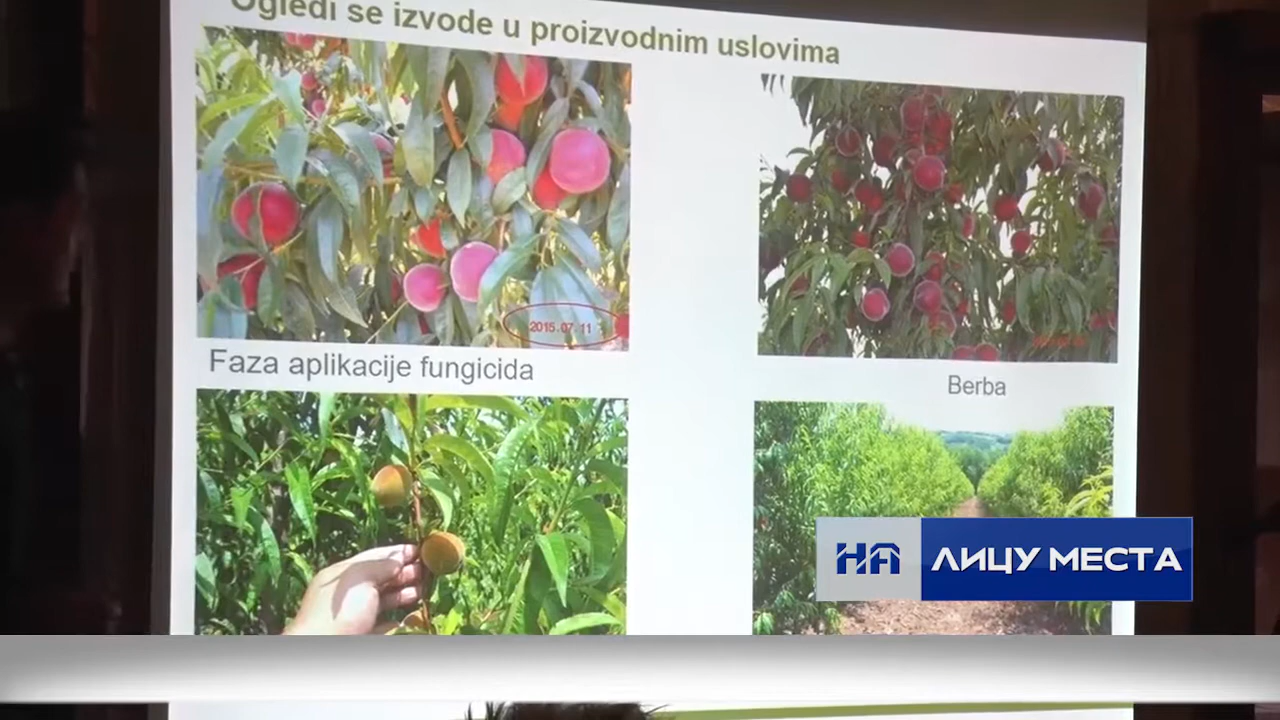 Ogledi se izvode u proizvodnim uslovima
2015.07.11
Faza aplikacije fungicida
Berba
НА ЛИЦУ МЕСТА